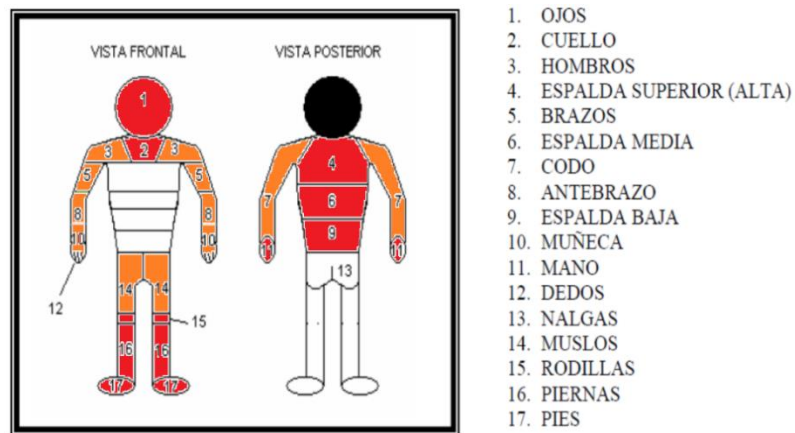 VISTA FRONTAL
VISTA POSTERIOR
1
3 2 3
5 5
8 8
10 10
12
14 14
15
16 16
17 17
4
7 6 7
9
11 11
13
1. OJOS
2. CUELLO
3. HOMBROS
4. ESPALDA SUPERIOR (ALTA)
5. BRAZOS
6. ESPALDA MEDIA
7. CODO
8. ANTEBRAZO
9. ESPALDA BAJA
10. MUÑECA
11. MANO
12. DEDOS
13. NALGAS
14. MUSLOS
15. RODILLAS
16. PIERNAS
17. PIES